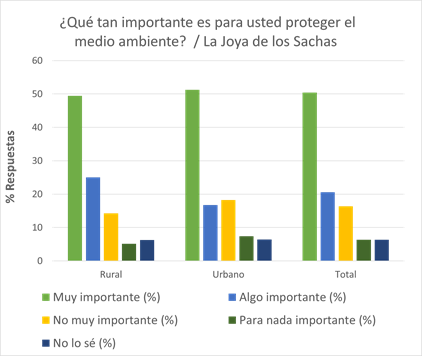 ¿Qué tan importante es para usted proteger el
medio ambiente? / La Joya de los Sachas
% Respuestas
60
50
40
30
20
10
0
Rural
Urbano
Total
Muy importante (%)
Algo importante (%)
No muy importante (%)
Para nada importante (%)
No lo sé (%)